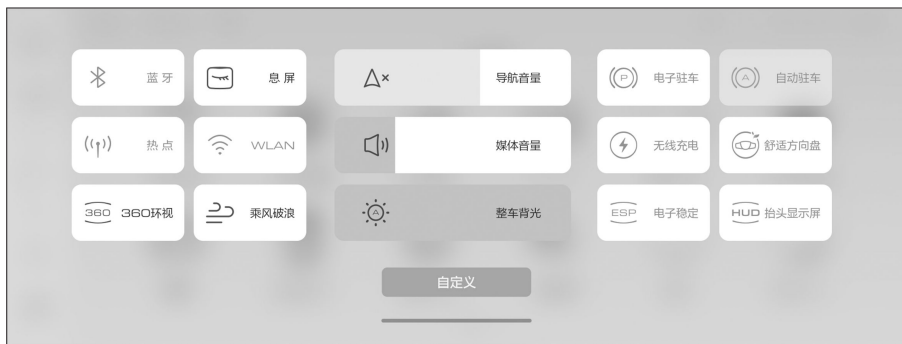 蓝牙
息屏
导航音量
(P) 电子驻车
(A) 自动驻车
热点
WLAN
媒体音量
无线充电
舒适方向盘
360 360环视
乘风破浪
A 整车背光
ESP 电子稳定
HUD 抬头显示屏
自定义